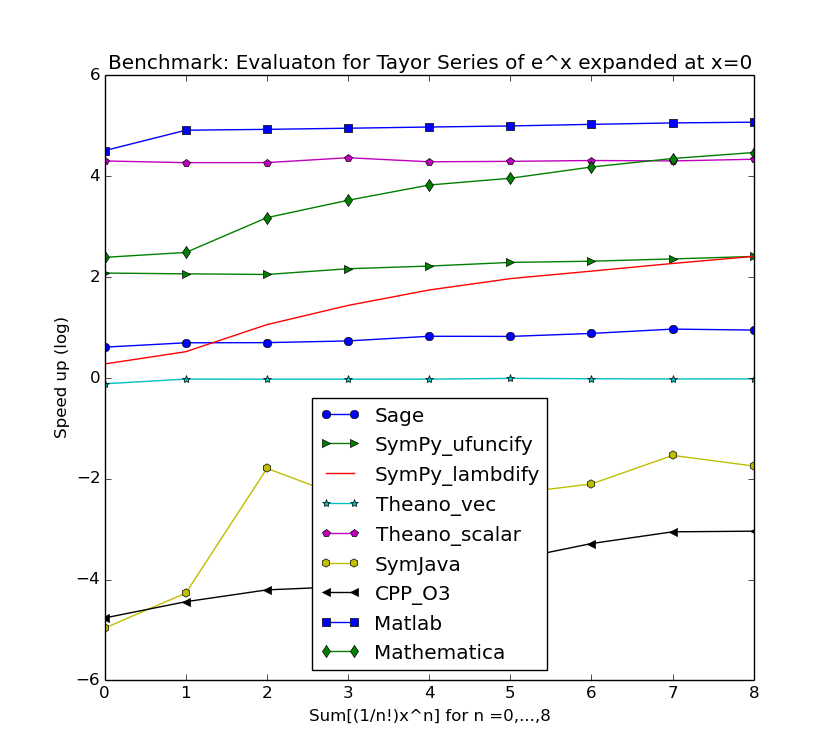 Benchmark: Evaluaton for Tayor Series of e^x expanded at x=0
6
4
2
0
−2
−4
−6
Speed up (log)
Sage
SymPy_ufuncify
SymPy_lambdify
Theano_vec
Theano_scalar
SymJava
CPP_O3
Matlab
Mathematica
0 1 2 3 4 5 6 7 8
Sum[(1/n!)x^n] for n =0,...,8